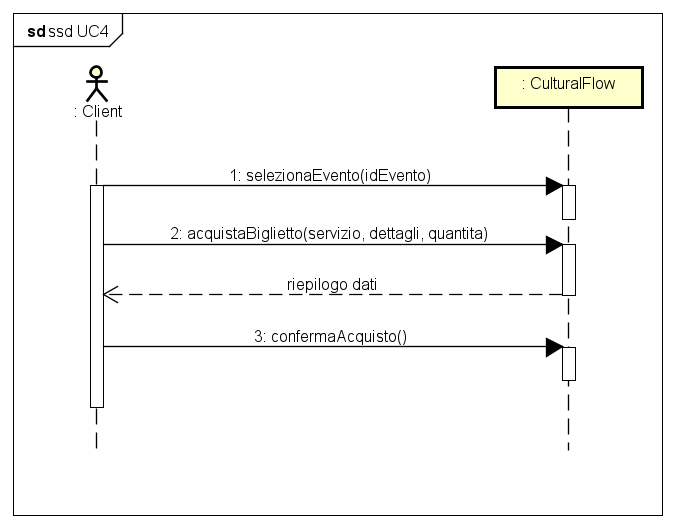 sd ssd UC4
: Client
: CulturalFlow
1: selezionaEvento(idEvento)
2: acquistaBiglietto(servizio, dettagli, quantita)
riepilogo dati
3: confermaAcquisto()